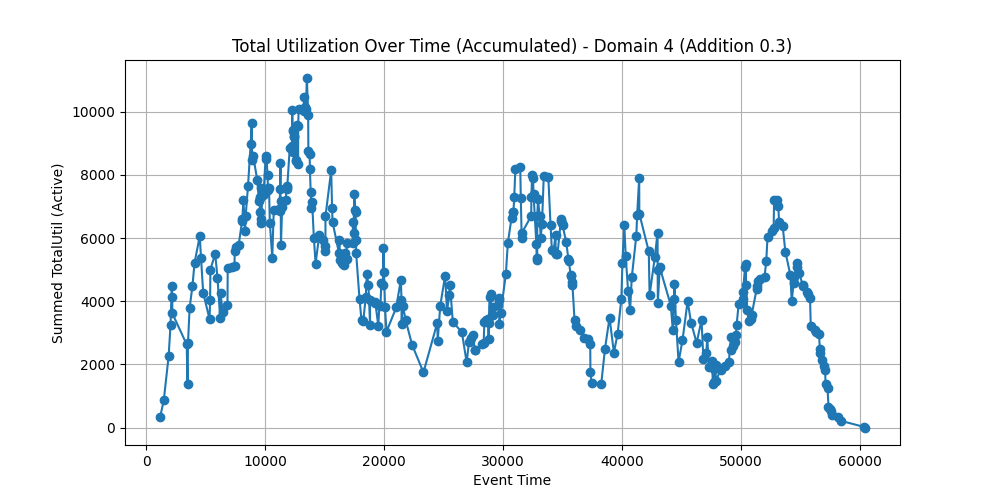 Total Utilization Over Time (Accumulated) - Domain 4 (Addition 0.3)
Summed TotalUtil (Active)
10000
8000
6000
4000
2000
0
0 10000 20000 30000 40000 50000 60000
Event Time